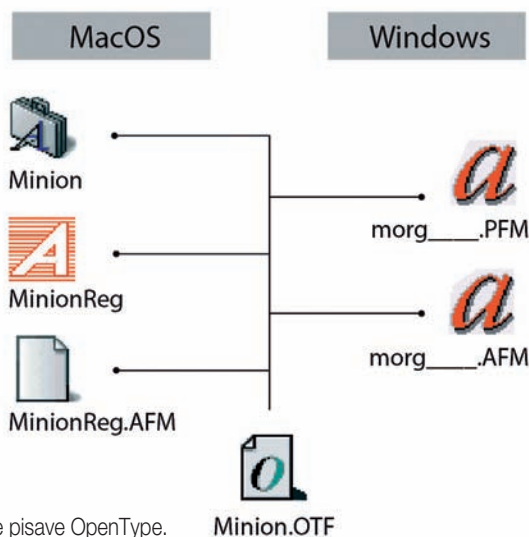 MacOS
Windows
Minion
morg____.PFM
MinionReg
morg____.AFM
MinionReg.AFM
Minion.OTF
pisave OpenType.